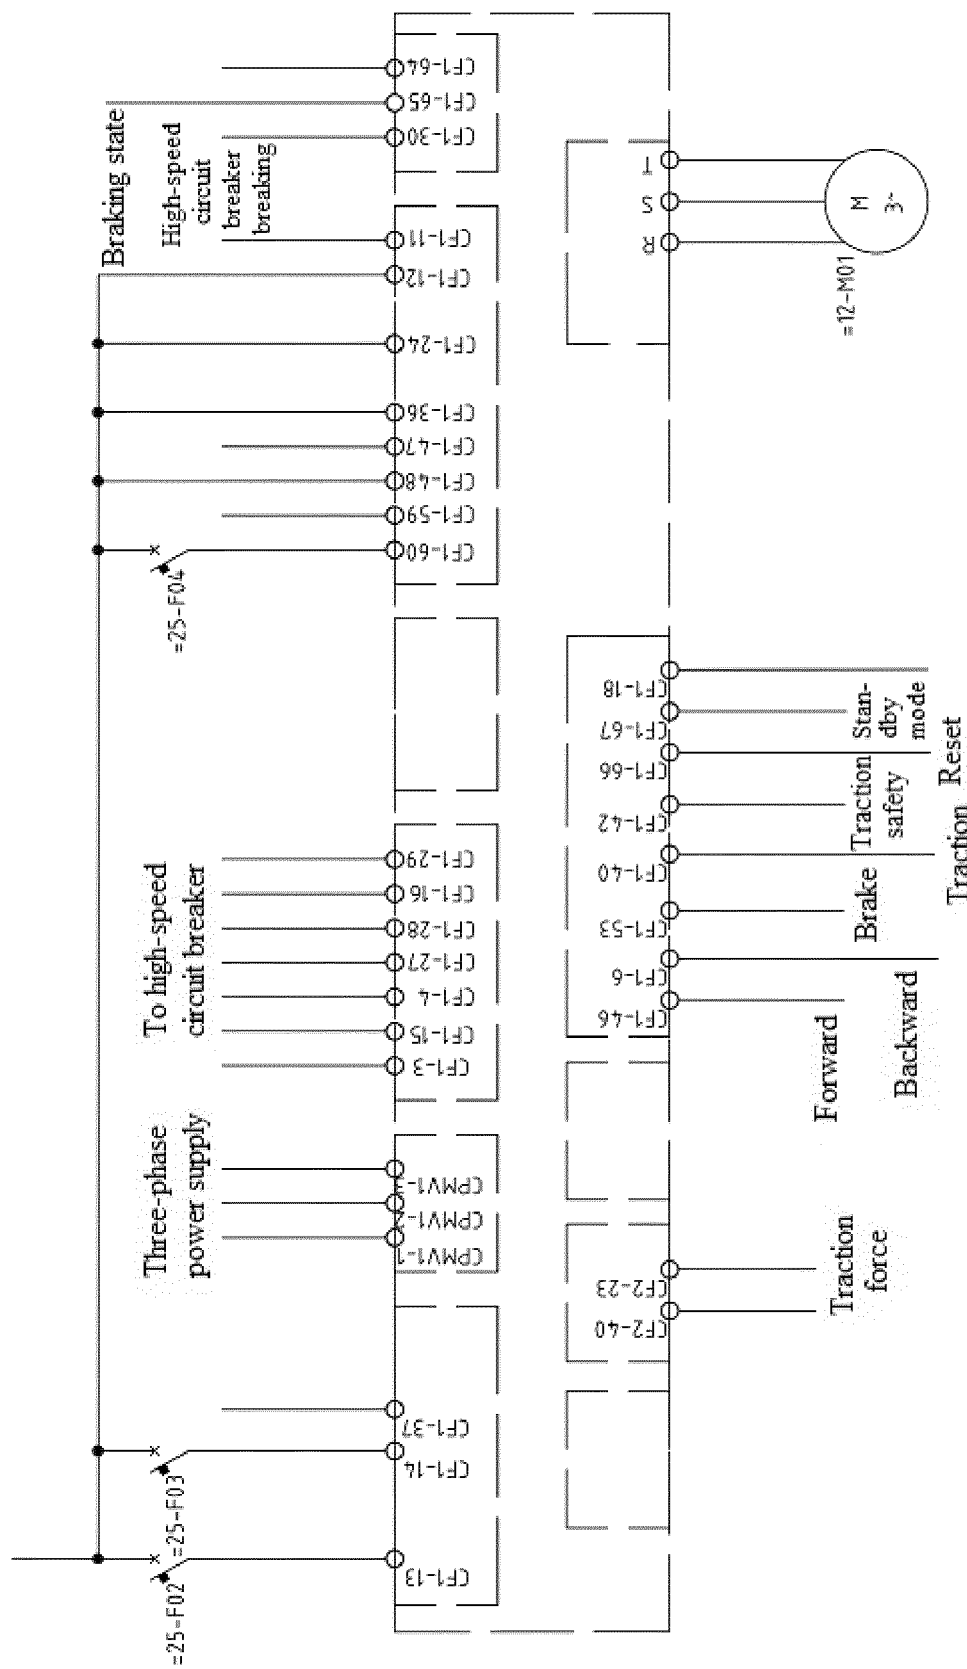 CF1-64
CF1-65
CF1-30
Braking state
High-speed
circuit
breaker
breaking
CF1-11
CF1-12
CF1-24
CF1-36
CF1-47
CF1-48
CF1-59
CF1-60
=25-F04
To high-speed
circuit breaker
CF1-29
CF1-16
CF1-28
CF1-27
CF1-4
CF1-15
CF1-3
Three-phase
power supply
CPMV1-3
CPMV1-2
CPMV1-1
CF1-37
CF1-14
=25-F03
CF1-13
=25-F02
T
S
R
M
3~
=12-M01
CF1-18
CF1-67
CF1-66
CF1-42
CF1-40
CF1-53
CF1-6
CF1-46
Stan-
dby
mode
Reset
Traction
safety
Traction
Brake
Backward
Forward
CF2-23
CF2-40
Traction
force